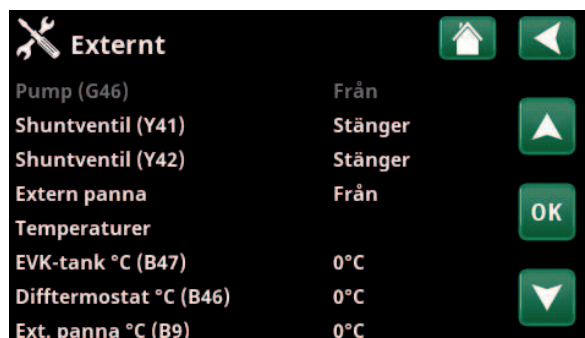 Externt
Pump (G46) Från
Shuntventil (Y41) Stänger
Shuntventil (Y42) Stänger
Extern panna Från
OK
Temperaturer
EVK-tank °C (B47) 0°C
Difftermostat °C (B46) 0°C
Ext. panna °C (B9) 0°C